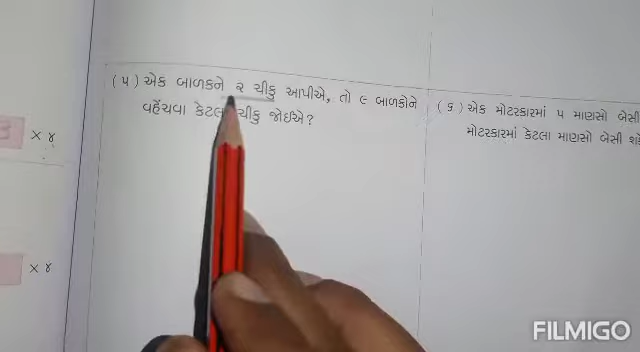 (૫) એક બાળકને ૨ ચીકુ આપીએ, તો ૯ બાળકોને
વહેંચવા કેટલા ચીકુ જોઈએ?
(૬) એક મોટરકારમાં ૫ માણસો બેસી
મોટરકારમાં કેટલા માણસો બેસી
× ૪
× ૪
FILMIGO